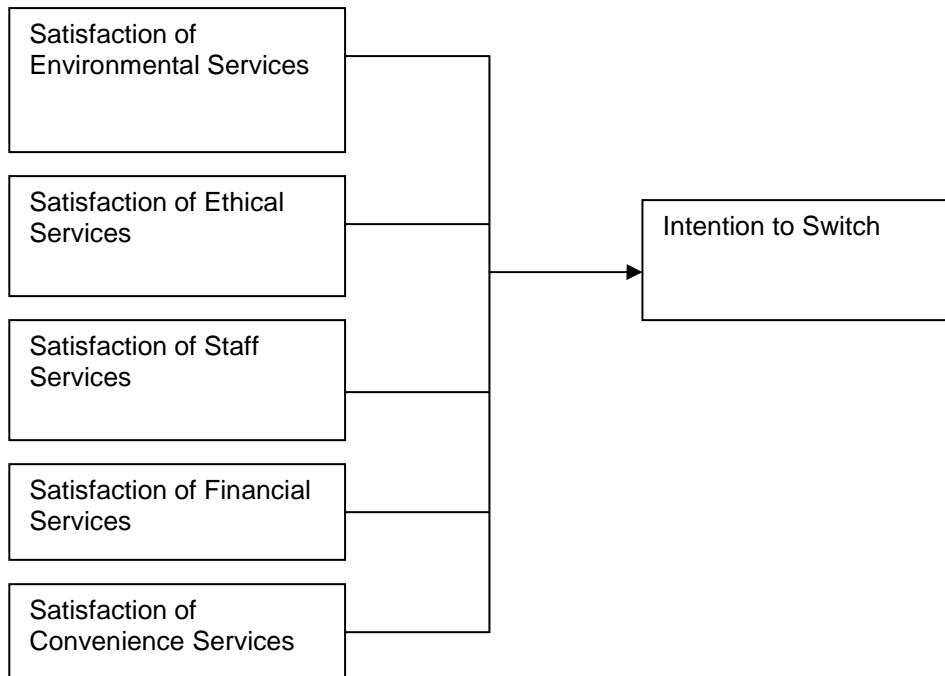 Satisfaction of
Environmental Services
Satisfaction of Ethical
Services
Intention to Switch
Satisfaction of Staff
Services
Satisfaction of Financial
Services
Satisfaction of
Convenience Services